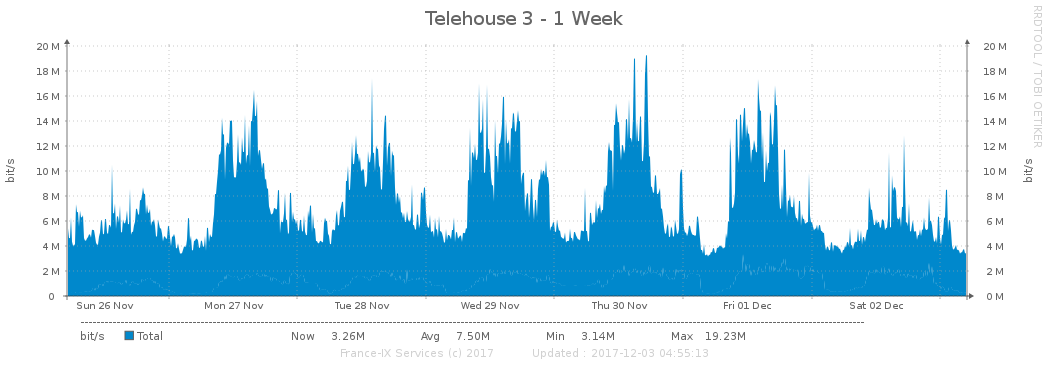 Telehouse 3 - 1 Week
RRDTOOL / TOBI OETIKER
bit/s
bit/s
20 M 20 M
18 M 18 M
16 M 16 M
14 M 14 M
12 M 12 M
10 M 10 M
8 M 8 M
6 M 6 M
4 M 4 M
2 M 2 M
0 0 M
Sun 26 Nov Mon 27 Nov Tue 28 Nov Wed 29 Nov Thu 30 Nov Fri 01 Dec Sat 02 Dec
bit/s Total Now 3.26M Avg 7.50M Min 3.14M Max 19.23M
France-IX Services (c) 2017 Updated : 2017-12-03 04:55:13